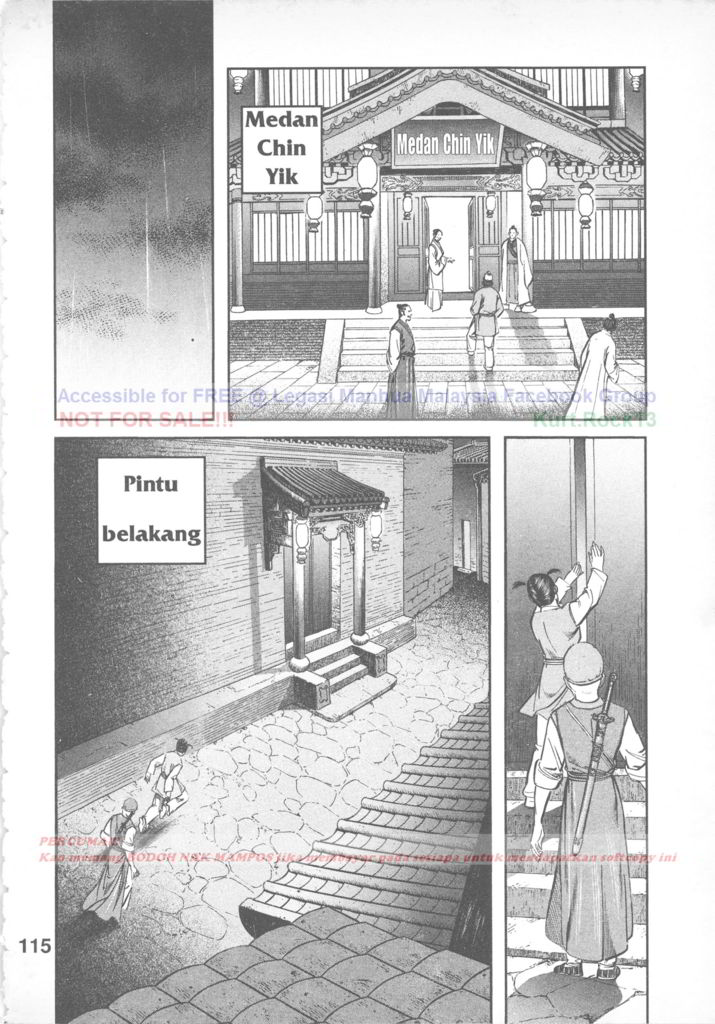 Medan
Chin
Yik
Medan Chin Yik
Accessible for FREE @ Legasi Manhua Malaysia Facebook Group
NOT FOR SALE!!!
Kurt.Rock13
Pintu
belakang
PERCUMA
Kau memang BODOH NAK MAMPOS jika membayar pada sesiapa untuk mendapatkan softcopy ini
115